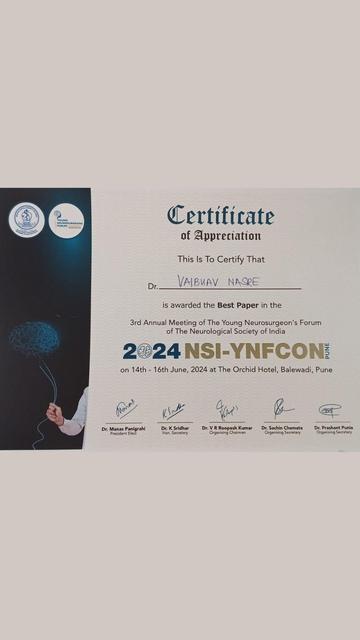 Certificate
of Appreciation
This Is To Certify That
Dr. VAIBHAV NASRE
is awarded the Best Paper in the
3rd Annual Meeting of The Young Neurosurgeon's Forum
of The Neurological Society of India
2024 NSI-YNFCON PUNE
on 14th - 16th June, 2024 at The Orchid Hotel, Balewadi, Pune
Dr. Manas Panigrahi
President Elect
Dr. K Sridhar
Hon. Secretary
Dr. V R Roopesh Kumar
Organising Chairman
Dr. Sachin Chemate
Organising Secretary
Dr. Prashant Punia
Organising Secretary